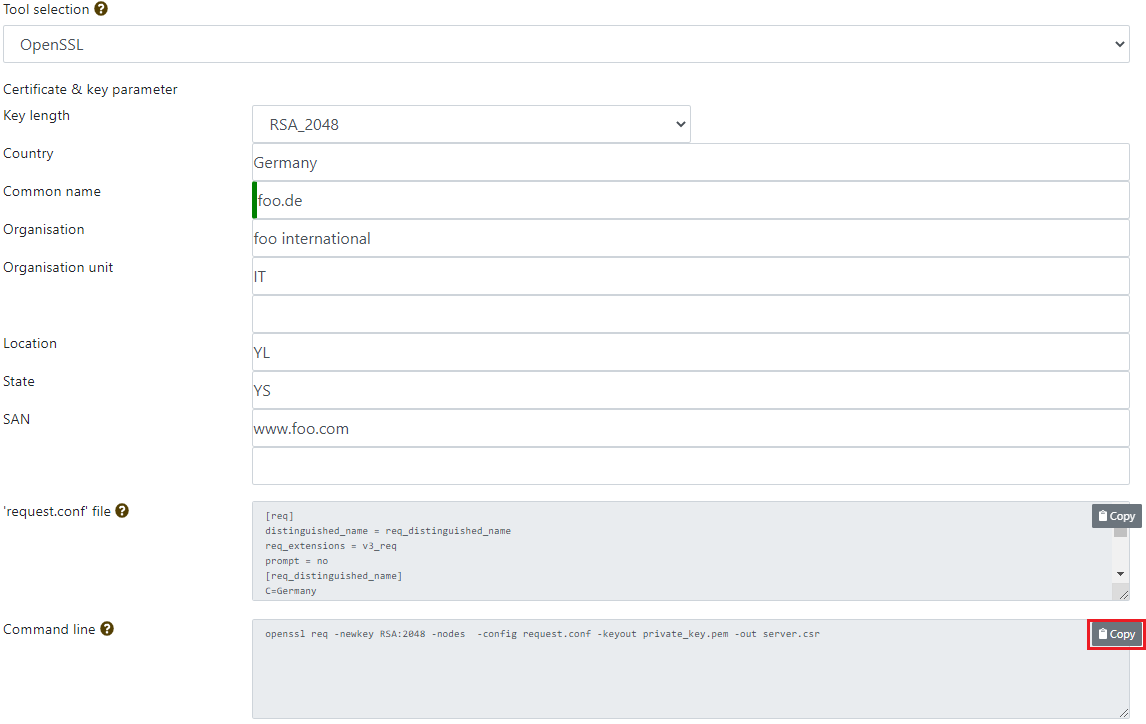 Tool selection ?
OpenSSL
Certificate & key parameter
Key length RSA_2048
Country Germany
Common name foo.de
Organisation foo international
Organisation unit IT
Location YL
State YS
SAN www.foo.com
'request.conf' file ?
[req]
distinguished_name = req_distinguished_name
req_extensions = v3_req
prompt = no
[req_distinguished_name]
C=Germany
Copy
Command line ?
openssl req -newkey RSA:2048 -nodes  -config request.conf -keyout private_key.pem -out server.csr
Copy